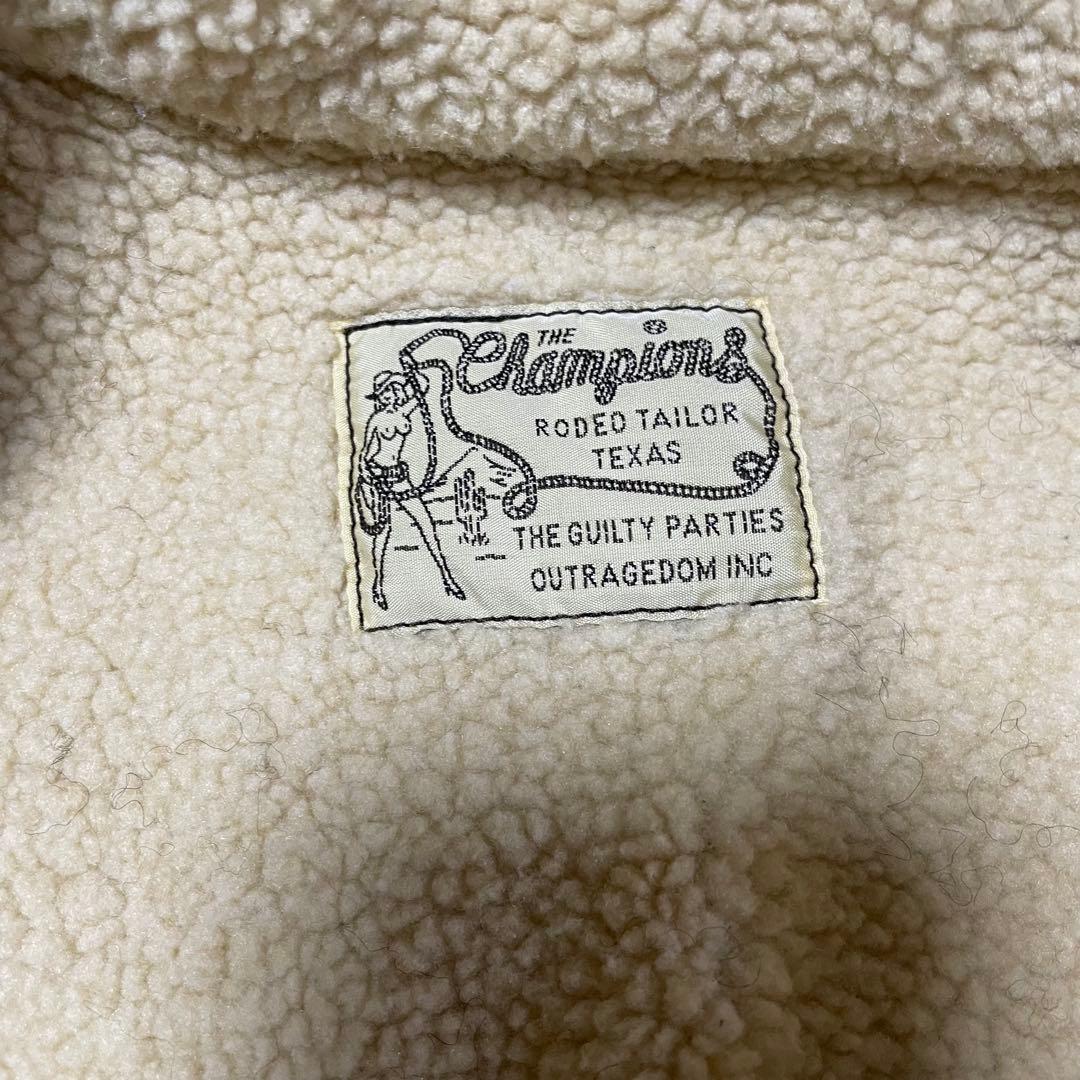 THE
Champions
RODEO TAILOR
TEXAS
THE GUILTY PARTIES
OUTRAGEDOM INC